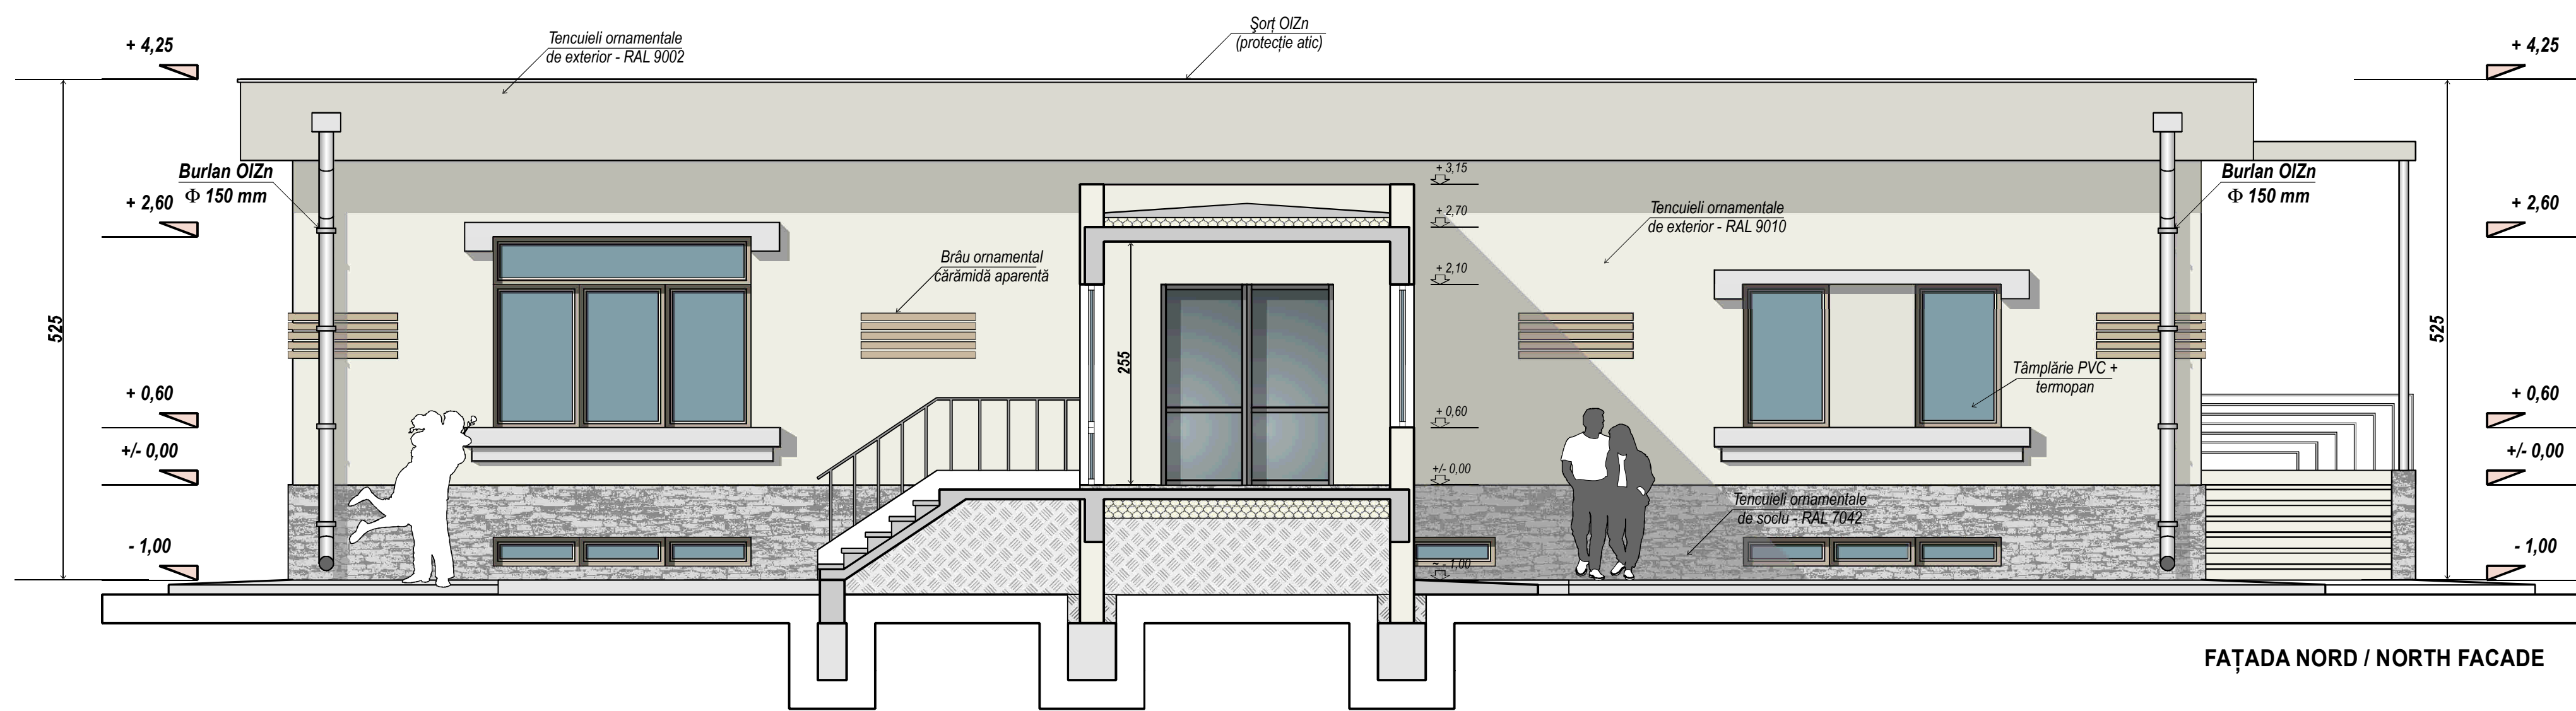 Şorţ OlZn
(protecţie atic)
Tencuieli ornamentale
de exterior - RAL 9002
+ 4,25
+ 4,25
Burlan OlZn
Φ 150 mm
+ 2,60
+ 3,15
+ 2,70
+ 2,10
Tencuieli ornamentale
de exterior - RAL 9010
Burlan OlZn
Φ 150 mm
+ 2,60
Brâu ornamental
cărămidă aparentă
525
255
525
Tâmplărie PVC +
termopan
+ 0,60
+ 0,60
+ 0,60
+/- 0,00
+/- 0,00
+/- 0,00
Tencuieli ornamentale
de soclu - RAL 7042
- 1,00
~ - 1,00
- 1,00
FAȚADA NORD / NORTH FACADE